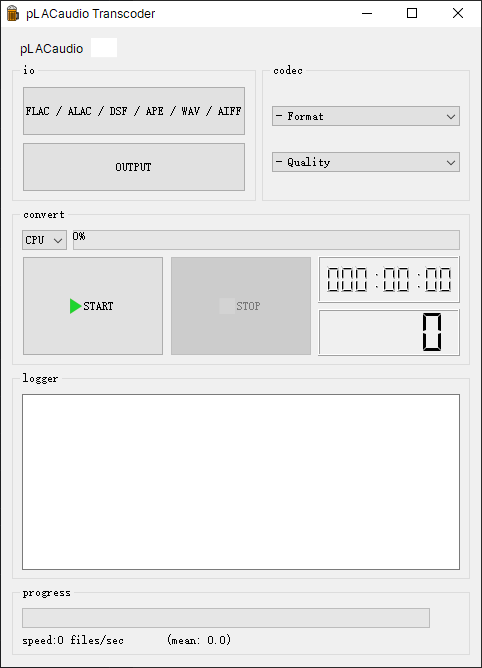 pLACaudio Transcoder
pLACaudio
io
FLAC / ALAC / DSF / APE / WAV / AIFF
OUTPUT
codec
- Format
- Quality
convert
CPU
0%
START
STOP
000:00:00
0
logger
progress
speed:0 files/sec (mean: 0.0)